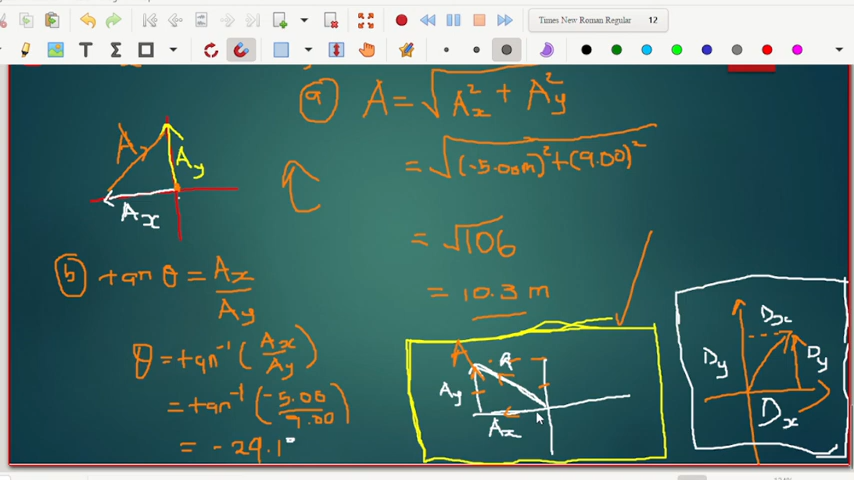 Times New Roman Regular 12
T
(a) A = √(Ax² + Ay²)
= √((-5.00m)² + (9.00)²)
= √106
= 10.3 m
A
Ay
Ax
(b) tan θ = Ax/Ay
θ = tan⁻¹(Ax/Ay)
= tan⁻¹(-5.00/9.00)
= -29.1°
A
R
Ay
Ax
Dx
Dy
Dy
Dx